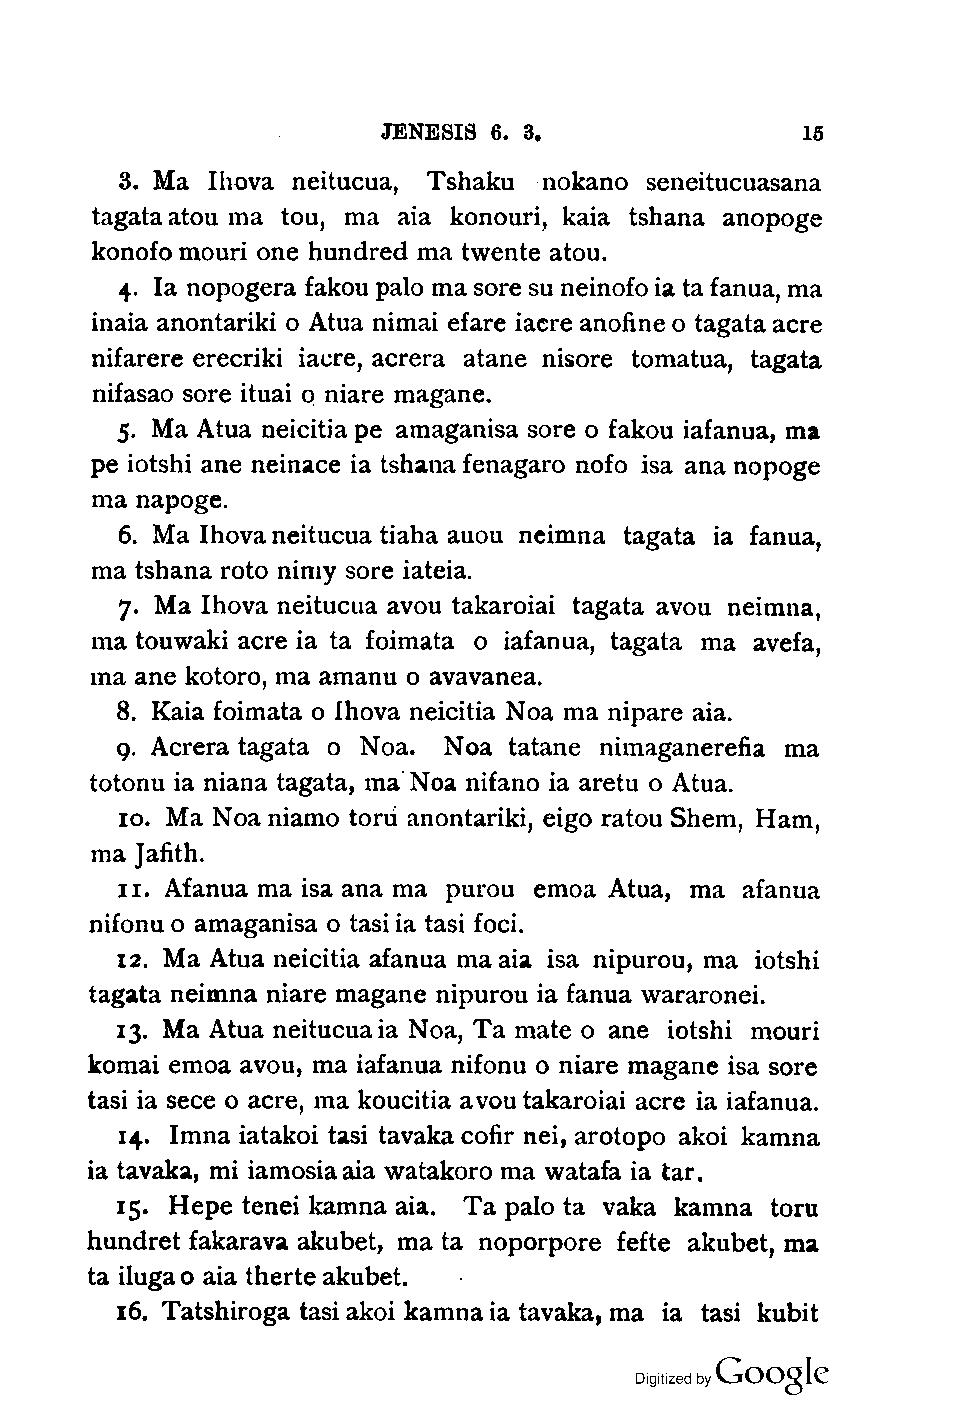 JENESIS 6. 3. 15
3. Ma Ihova neitucua, Tshaku nokano seneitucuasana
tagata atou ma tou, ma aia konouri, kaia tshana anopoge
konofo mouri one hundred ma twente atou.
4. Ia nopogera fakou palo ma sore su neinofo ia ta fanua, ma
inaia anontariki o Atua nimai efare iacre anofine o tagata acre
nifarere erecriki iacre, acrera atane nisore tomatua, tagata
nifasao sore ituai o niare magane.
5. Ma Atua neicitia pe amaganisa sore o fakou iafanua, ma
pe iotshi ane neinace ia tshana fenagaro nofo isa ana nopoge
ma napoge.
6. Ma Ihova neitucua tiaha auou neimna tagata ia fanua,
ma tshana roto nimy sore iateia.
7. Ma Ihova neitucua avou takaroiai tagata avou neimna,
ma touwaki acre ia ta foimata o iafanua, tagata ma avefa,
ma ane kotoro, ma amanu o avavanea.
8. Kaia foimata o Ihova neicitia Noa ma nipare aia.
9. Acrera tagata o Noa. Noa tatane nimaganerefia ma
totonu ia niana tagata, ma Noa nifano ia aretu o Atua.
10. Ma Noa niamo toru anontariki, eigo ratou Shem, Ham,
ma Jafith.
11. Afanua ma isa ana ma purou emoa Atua, ma afanua
nifonu o amaganisa o tasi ia tasi foci.
12. Ma Atua neicitia afanua ma aia isa nipurou, ma iotshi
tagata neimna niare magane nipurou ia fanua wararonei.
13. Ma Atua neitucua ia Noa, Ta mate o ane iotshi mouri
komai emoa avou, ma iafanua nifonu o niare magane isa sore
tasi ia sece o acre, ma koucitia avou takaroiai acre ia iafanua.
14. Imna iatakoi tasi tavaka cofir nei, arotopo akoi kamna
ia tavaka, mi iamosia aia watakoro ma watafa ia tar.
15. Hepe tenei kamna aia. Ta palo ta vaka kamna toru
hundret fakarava akubet, ma ta noporpore fefte akubet, ma
ta iluga o aia therte akubet.
16. Tatshiroga tasi akoi kamna ia tavaka, ma ia tasi kubit
Digitized by Google